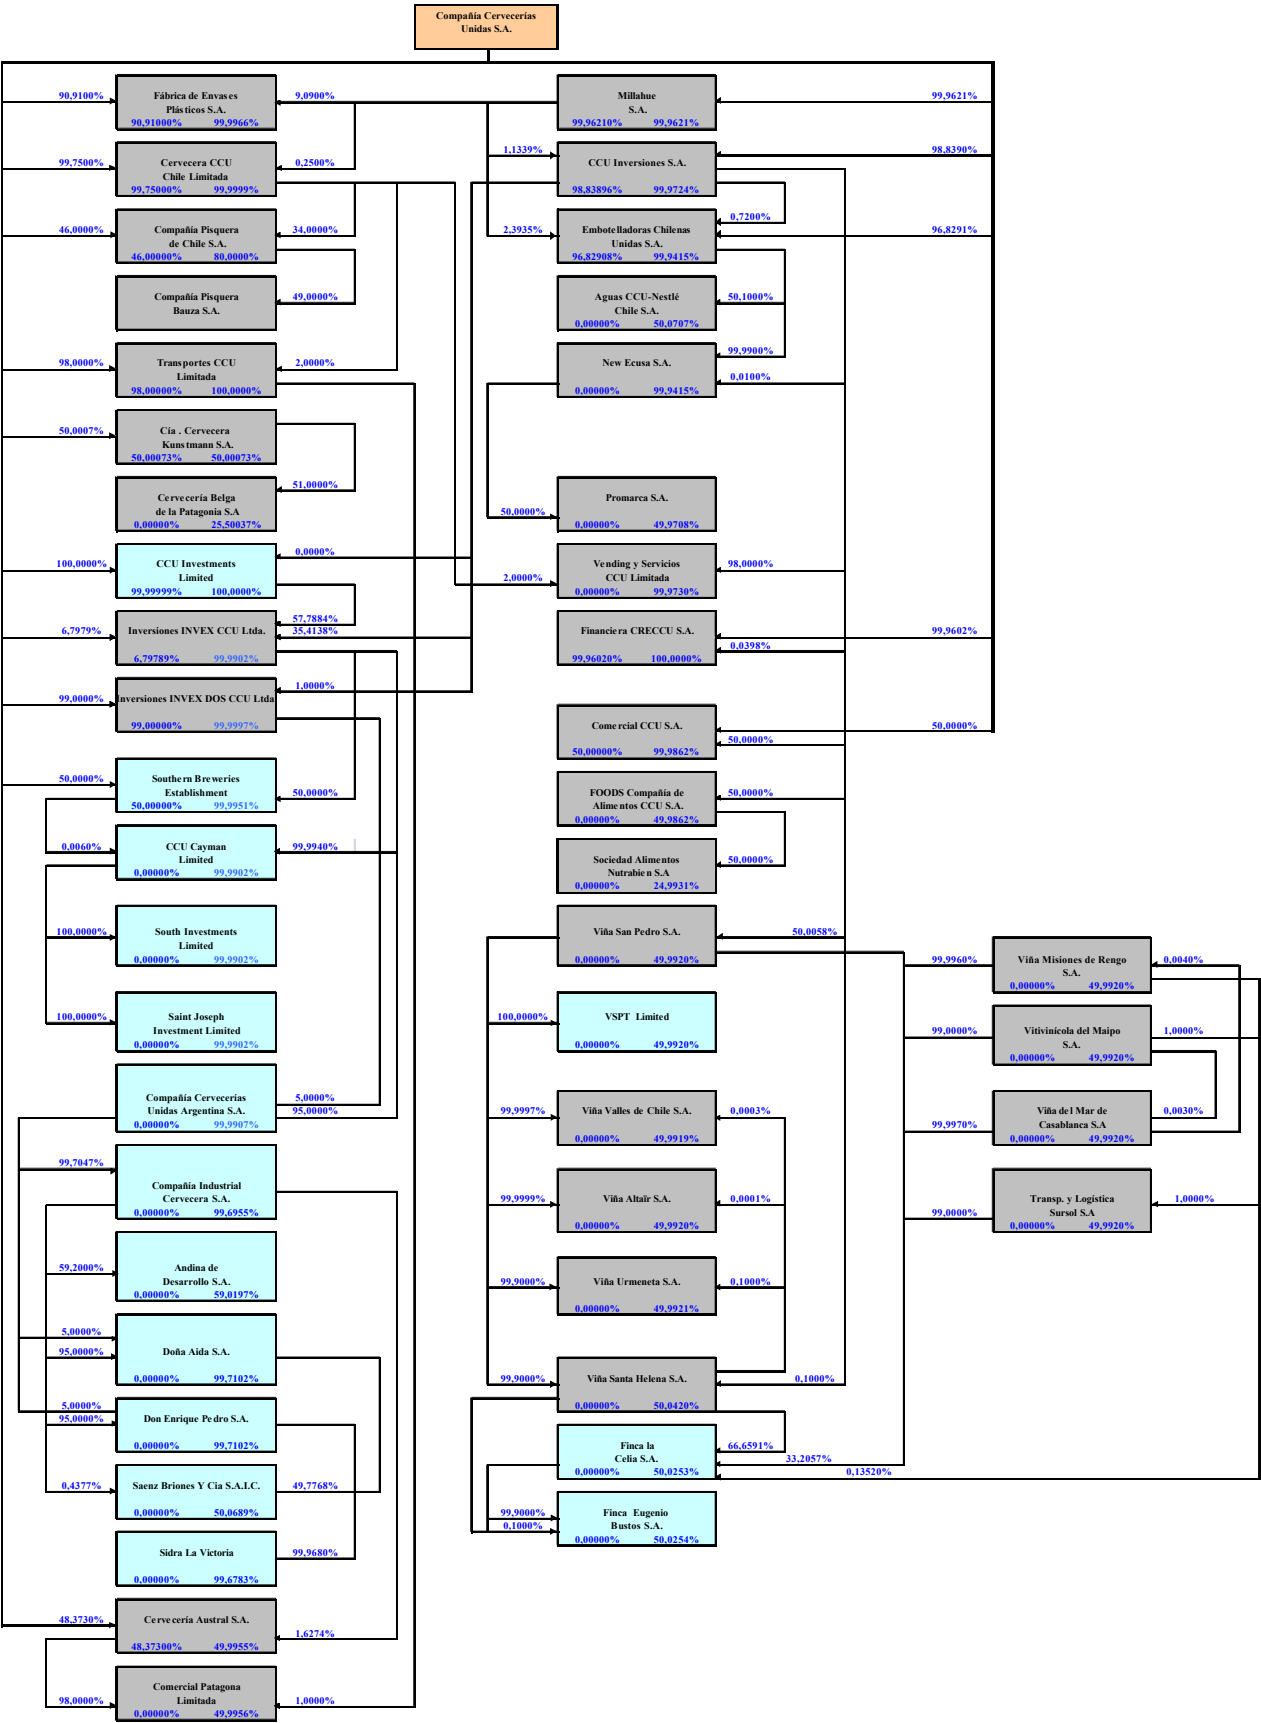 Compañía Cervecerías
Unidas S.A.
90,9100%
Fábrica de Envases
Plásticos S.A.
90,91000% 99,9966%
9,0900%
99,7500%
Cervecera CCU
Chile Limitada
99,75000% 99,9999%
0,2500%
46,0000%
Compañía Pisquera
de Chile S.A.
46,00000% 80,0000%
34,0000%
Compañía Pisquera
Bauza S.A.
49,0000%
98,0000%
Transportes CCU
Limitada
98,00000% 100,0000%
2,0000%
50,0007%
Cía . Cervecera
Kunstmann S.A.
50,00073% 50,00073%
Cervecería Belga
de la Patagonia S.A
0,00000% 25,50037%
51,0000%
100,0000%
CCU Investments
Limited
99,99999% 100,0000%
0,0000%
6,7979%
Inversiones INVEX CCU Ltda.
6,79789% 99,9902%
57,7884%
35,4138%
99,0000%
Inversiones INVEX DOS CCU Ltda
99,00000% 99,9997%
1,0000%
50,0000%
Southern Breweries
Establishment
50,00000% 99,9951%
50,0000%
0,0060%
CCU Cayman
Limited
0,00000% 99,9902%
99,9940%
100,0000%
South Investments
Limited
0,00000% 99,9902%
100,0000%
Saint Joseph
Investment Limited
0,00000% 99,9902%
Compañía Cervecerías
Unidas Argentina S.A.
0,00000% 99,9907%
5,0000%
95,0000%
99,7047%
Compañía Industrial
Cervecera S.A.
0,00000% 99,6955%
59,2000%
Andina de
Desarrollo S.A.
0,00000% 59,0197%
5,0000%
95,0000%
Doña Aida S.A.
0,00000% 99,7102%
5,0000%
95,0000%
Don Enrique Pedro S.A.
0,00000% 99,7102%
0,4377%
Saenz Briones Y Cia S.A.I.C.
0,00000% 50,0689%
49,7768%
Sidra La Victoria
0,00000% 99,6783%
99,9680%
48,3730%
Cervecería Austral S.A.
48,37300% 49,9955%
1,6274%
98,0000%
Comercial Patagona
Limitada
0,00000% 49,9956%
1,0000%
Millahue
S.A.
99,96210% 99,9621%
99,9621%
1,1339%
CCU Inversiones S.A.
98,83896% 99,9724%
98,8390%
2,3935%
Embotelladoras Chilenas
Unidas S.A.
96,82908% 99,9415%
0,7200%
96,8291%
Aguas CCU-Nestlé
Chile S.A.
0,00000% 50,0707%
50,1000%
New Ecusa S.A.
0,00000% 99,9415%
99,9900%
0,0100%
50,0000%
Promarca S.A.
0,00000% 49,9708%
2,0000%
Vending y Servicios
CCU Limitada
0,00000% 99,9730%
98,0000%
Financiera CRECCU S.A.
99,96020% 100,0000%
99,9602%
0,0398%
Comercial CCU S.A.
50,00000% 99,9862%
50,0000%
50,0000%
FOODS Compañía de
Alimentos CCU S.A.
0,00000% 49,9862%
50,0000%
Sociedad Alimentos
Nutrabien S.A
0,00000% 24,9931%
50,0000%
Viña San Pedro S.A.
0,00000% 49,9920%
50,0058%
100,0000%
VSPT Limited
0,00000% 49,9920%
99,9997%
Viña Valles de Chile S.A.
0,00000% 49,9919%
0,0003%
99,9999%
Viña Altaïr S.A.
0,00000% 49,9920%
0,0001%
99,9000%
Viña Urmeneta S.A.
0,00000% 49,9921%
0,1000%
99,9000%
Viña Santa Helena S.A.
0,00000% 50,0420%
0,1000%
Finca la
Celia S.A.
0,00000% 50,0253%
66,6591%
33,2057%
0,13520%
99,9000%
0,1000%
Finca Eugenio
Bustos S.A.
0,00000% 50,0254%
99,9960%
Viña Misiones de Rengo
S.A.
0,00000% 49,9920%
0,0040%
99,0000%
Vitivinícola del Maipo
S.A.
0,00000% 49,9920%
1,0000%
99,9970%
Viña del Mar de
Casablanca S.A
0,00000% 49,9920%
0,0030%
99,0000%
Transp. y Logística
Sursol S.A
0,00000% 49,9920%
1,0000%